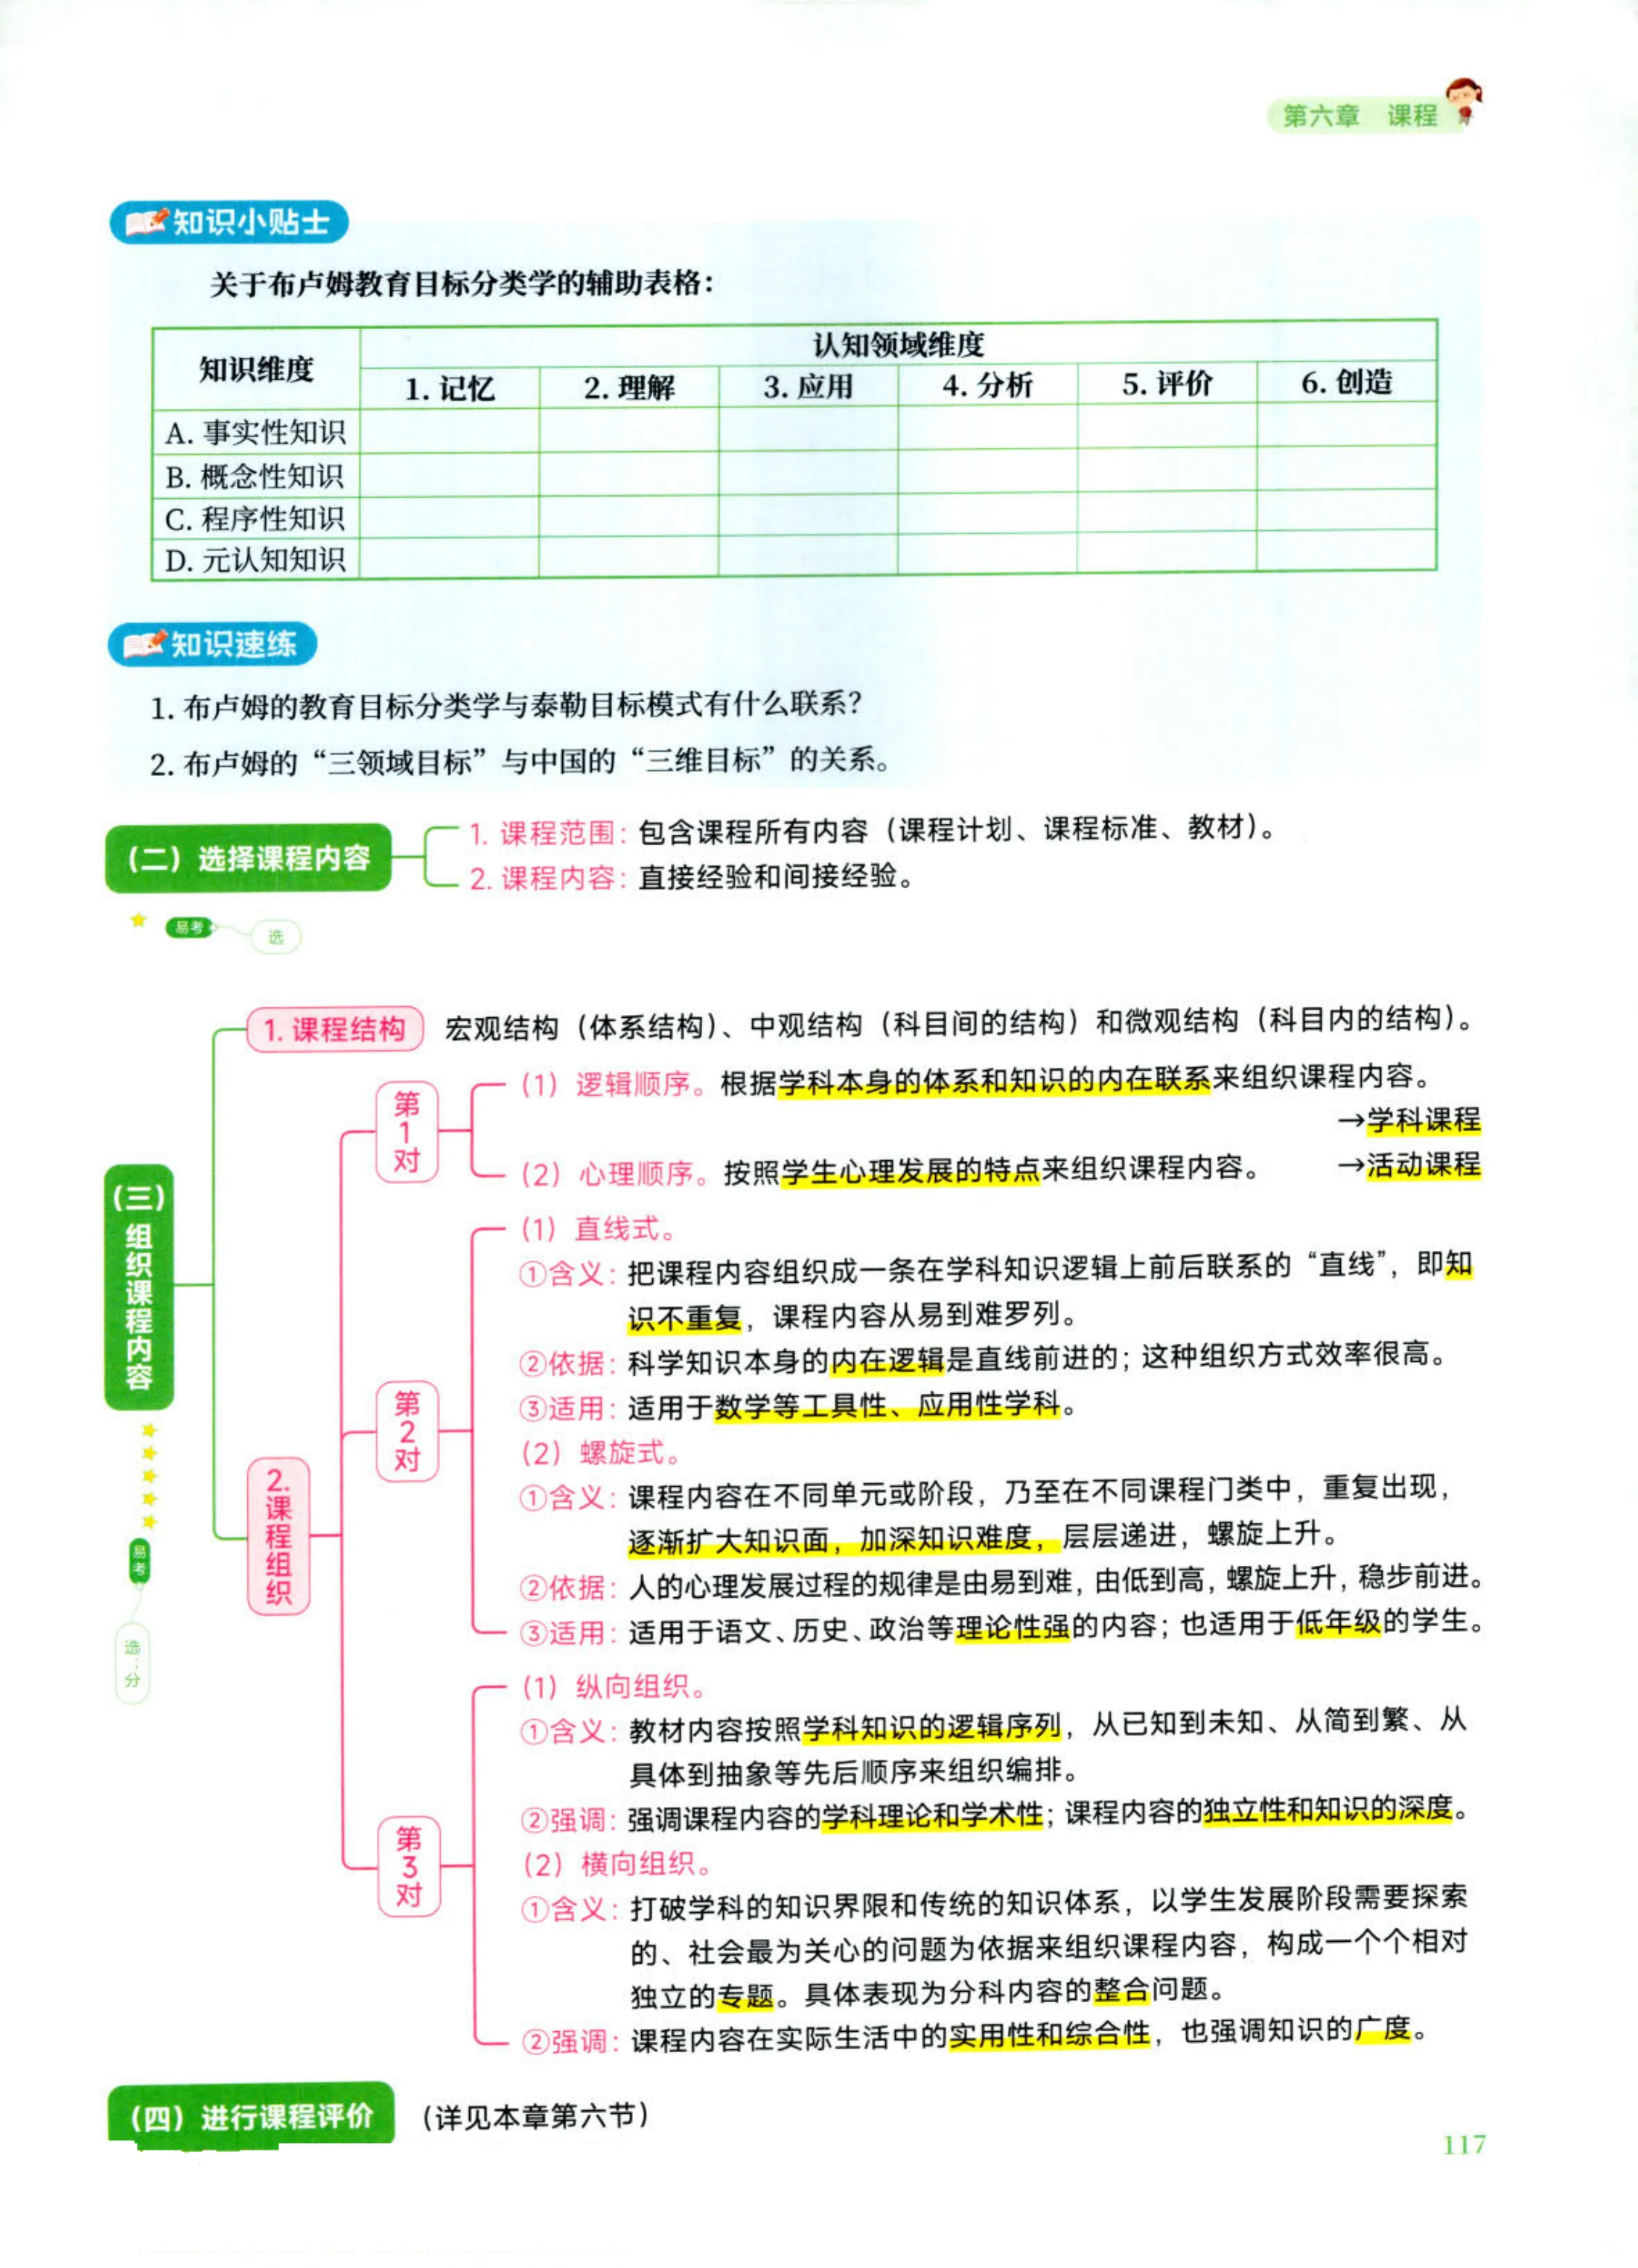 第六章 课程
知识小贴士
关于布卢姆教育目标分类学的辅助表格：
知识维度
认知领域维度
1. 记忆 2. 理解 3. 应用 4. 分析 5. 评价 6. 创造
A. 事实性知识
B. 概念性知识
C. 程序性知识
D. 元认知知识
知识速练
1. 布卢姆的教育目标分类学与泰勒目标模式有什么联系？
2. 布卢姆的“三领域目标”与中国的“三维目标”的关系。
（二）选择课程内容
1. 课程范围：包含课程所有内容（课程计划、课程标准、教材）。
2. 课程内容：直接经验和间接经验。
易考 选
（三）组织课程内容
易考
选：分
1. 课程结构 宏观结构（体系结构）、中观结构（科目间的结构）和微观结构（科目内的结构）。
2. 课程组织
第1对
（1）逻辑顺序。根据学科本身的体系和知识的内在联系来组织课程内容。
→学科课程
（2）心理顺序。按照学生心理发展的特点来组织课程内容。 →活动课程
第2对
（1）直线式。
①含义：把课程内容组织成一条在学科知识逻辑上前后联系的“直线”，即知
识不重复，课程内容从易到难罗列。
②依据：科学知识本身的内在逻辑是直线前进的；这种组织方式效率很高。
③适用：适用于数学等工具性、应用性学科。
（2）螺旋式。
①含义：课程内容在不同单元或阶段，乃至在不同课程门类中，重复出现，
逐渐扩大知识面，加深知识难度，层层递进，螺旋上升。
②依据：人的心理发展过程的规律是由易到难，由低到高，螺旋上升，稳步前进。
③适用：适用于语文、历史、政治等理论性强的内容；也适用于低年级的学生。
第3对
（1）纵向组织。
①含义：教材内容按照学科知识的逻辑序列，从已知到未知、从简到繁、从
具体到抽象等先后顺序来组织编排。
②强调：强调课程内容的学科理论和学术性；课程内容的独立性和知识的深度。
（2）横向组织。
①含义：打破学科的知识界限和传统的知识体系，以学生发展阶段需要探索
的、社会最为关心的问题为依据来组织课程内容，构成一个个相对
独立的专题。具体表现为分科内容的整合问题。
②强调：课程内容在实际生活中的实用性和综合性，也强调知识的广度。
（四）进行课程评价 （详见本章第六节）
117